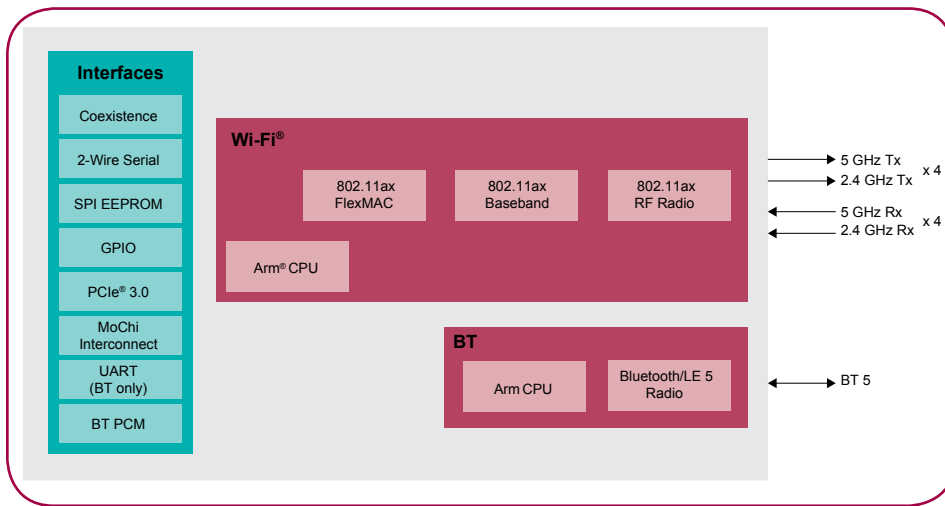 Interfaces
Coexistence
2-Wire Serial
SPI EEPROM
GPIO
PCIe® 3.0
MoChi
Interconnect
UART
(BT only)
BT PCM
Wi-Fi®
802.11ax
FlexMAC
802.11ax
Baseband
802.11ax
RF Radio
Arm® CPU
BT
Arm CPU
Bluetooth/LE 5
Radio
5 GHz Tx
2.4 GHz Tx
x 4
5 GHz Rx
2.4 GHz Rx
x 4
BT 5